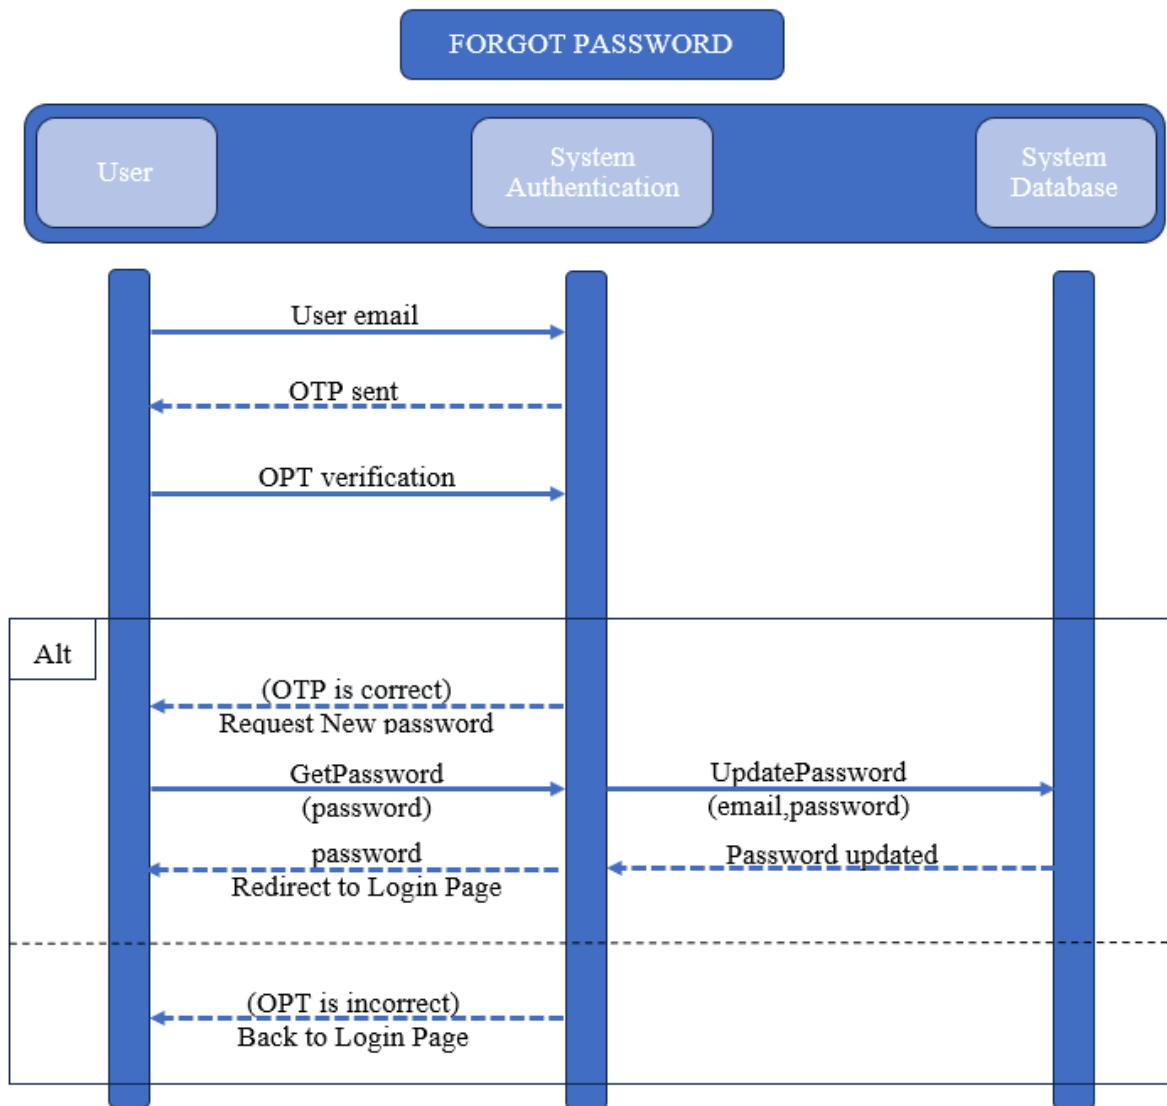 FORGOT PASSWORD
User
System
Authentication
System
Database
User email
OTP sent
OPT verification
Alt
(OTP is correct)
Request New password
GetPassword
(password)
UpdatePassword
(email,password)
password
Redirect to Login Page
Password updated
(OPT is incorrect)
Back to Login Page